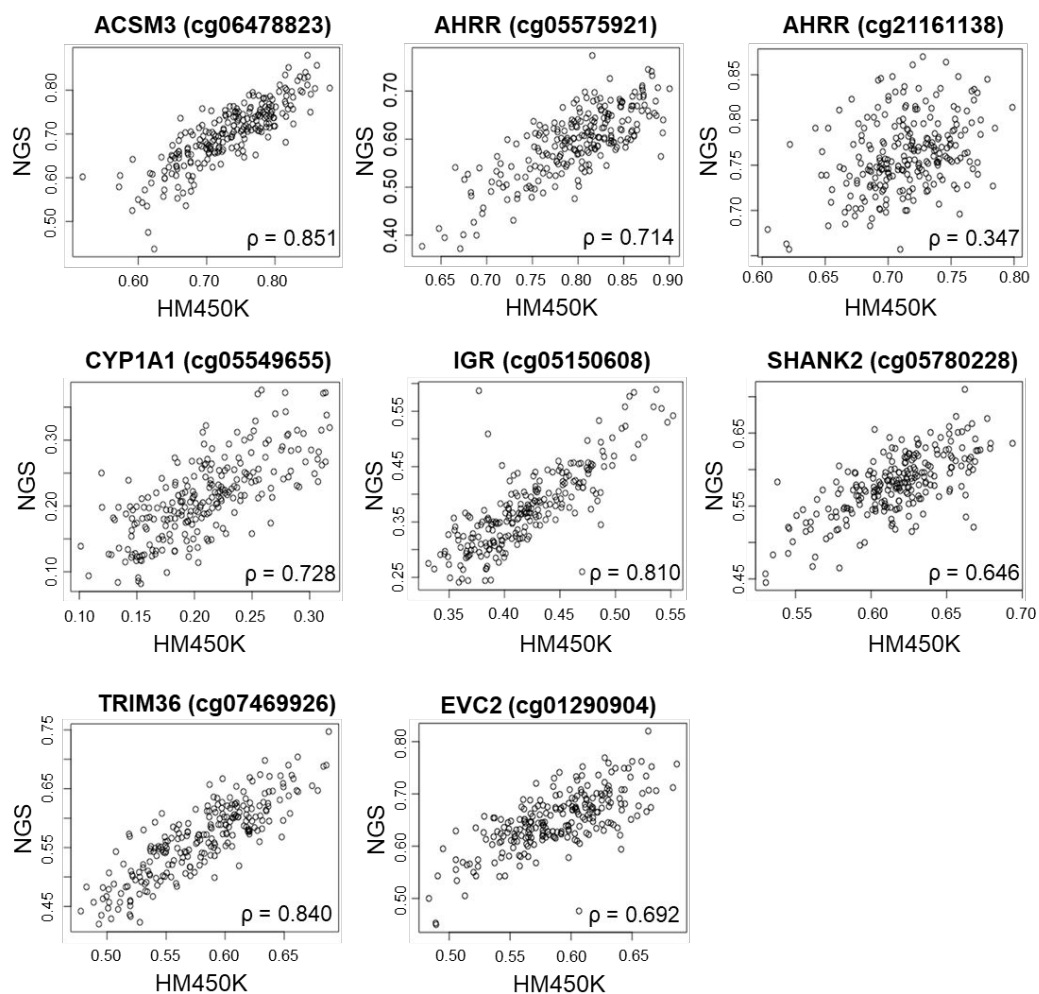 ACSM3 (cg06478823)
NGS
0.50 0.60 0.70 0.80
0.60 0.70 0.80
ρ = 0.851
HM450K
AHRR (cg05575921)
NGS
0.40 0.50 0.60 0.70
0.65 0.70 0.75 0.80 0.85 0.90
ρ = 0.714
HM450K
AHRR (cg21161138)
NGS
0.70 0.75 0.80 0.85
0.60 0.65 0.70 0.75 0.80
ρ = 0.347
HM450K
CYP1A1 (cg05549655)
NGS
0.10 0.20 0.30
0.10 0.15 0.20 0.25 0.30
ρ = 0.728
HM450K
IGR (cg05150608)
NGS
0.25 0.35 0.45 0.55
0.35 0.40 0.45 0.50 0.55
ρ = 0.810
HM450K
SHANK2 (cg05780228)
NGS
0.45 0.55 0.65
0.55 0.60 0.65 0.70
ρ = 0.646
HM450K
TRIM36 (cg07469926)
NGS
0.45 0.55 0.65 0.75
0.50 0.55 0.60 0.65
ρ = 0.840
HM450K
EVC2 (cg01290904)
NGS
0.50 0.60 0.70 0.80
0.50 0.55 0.60 0.65
ρ = 0.692
HM450K